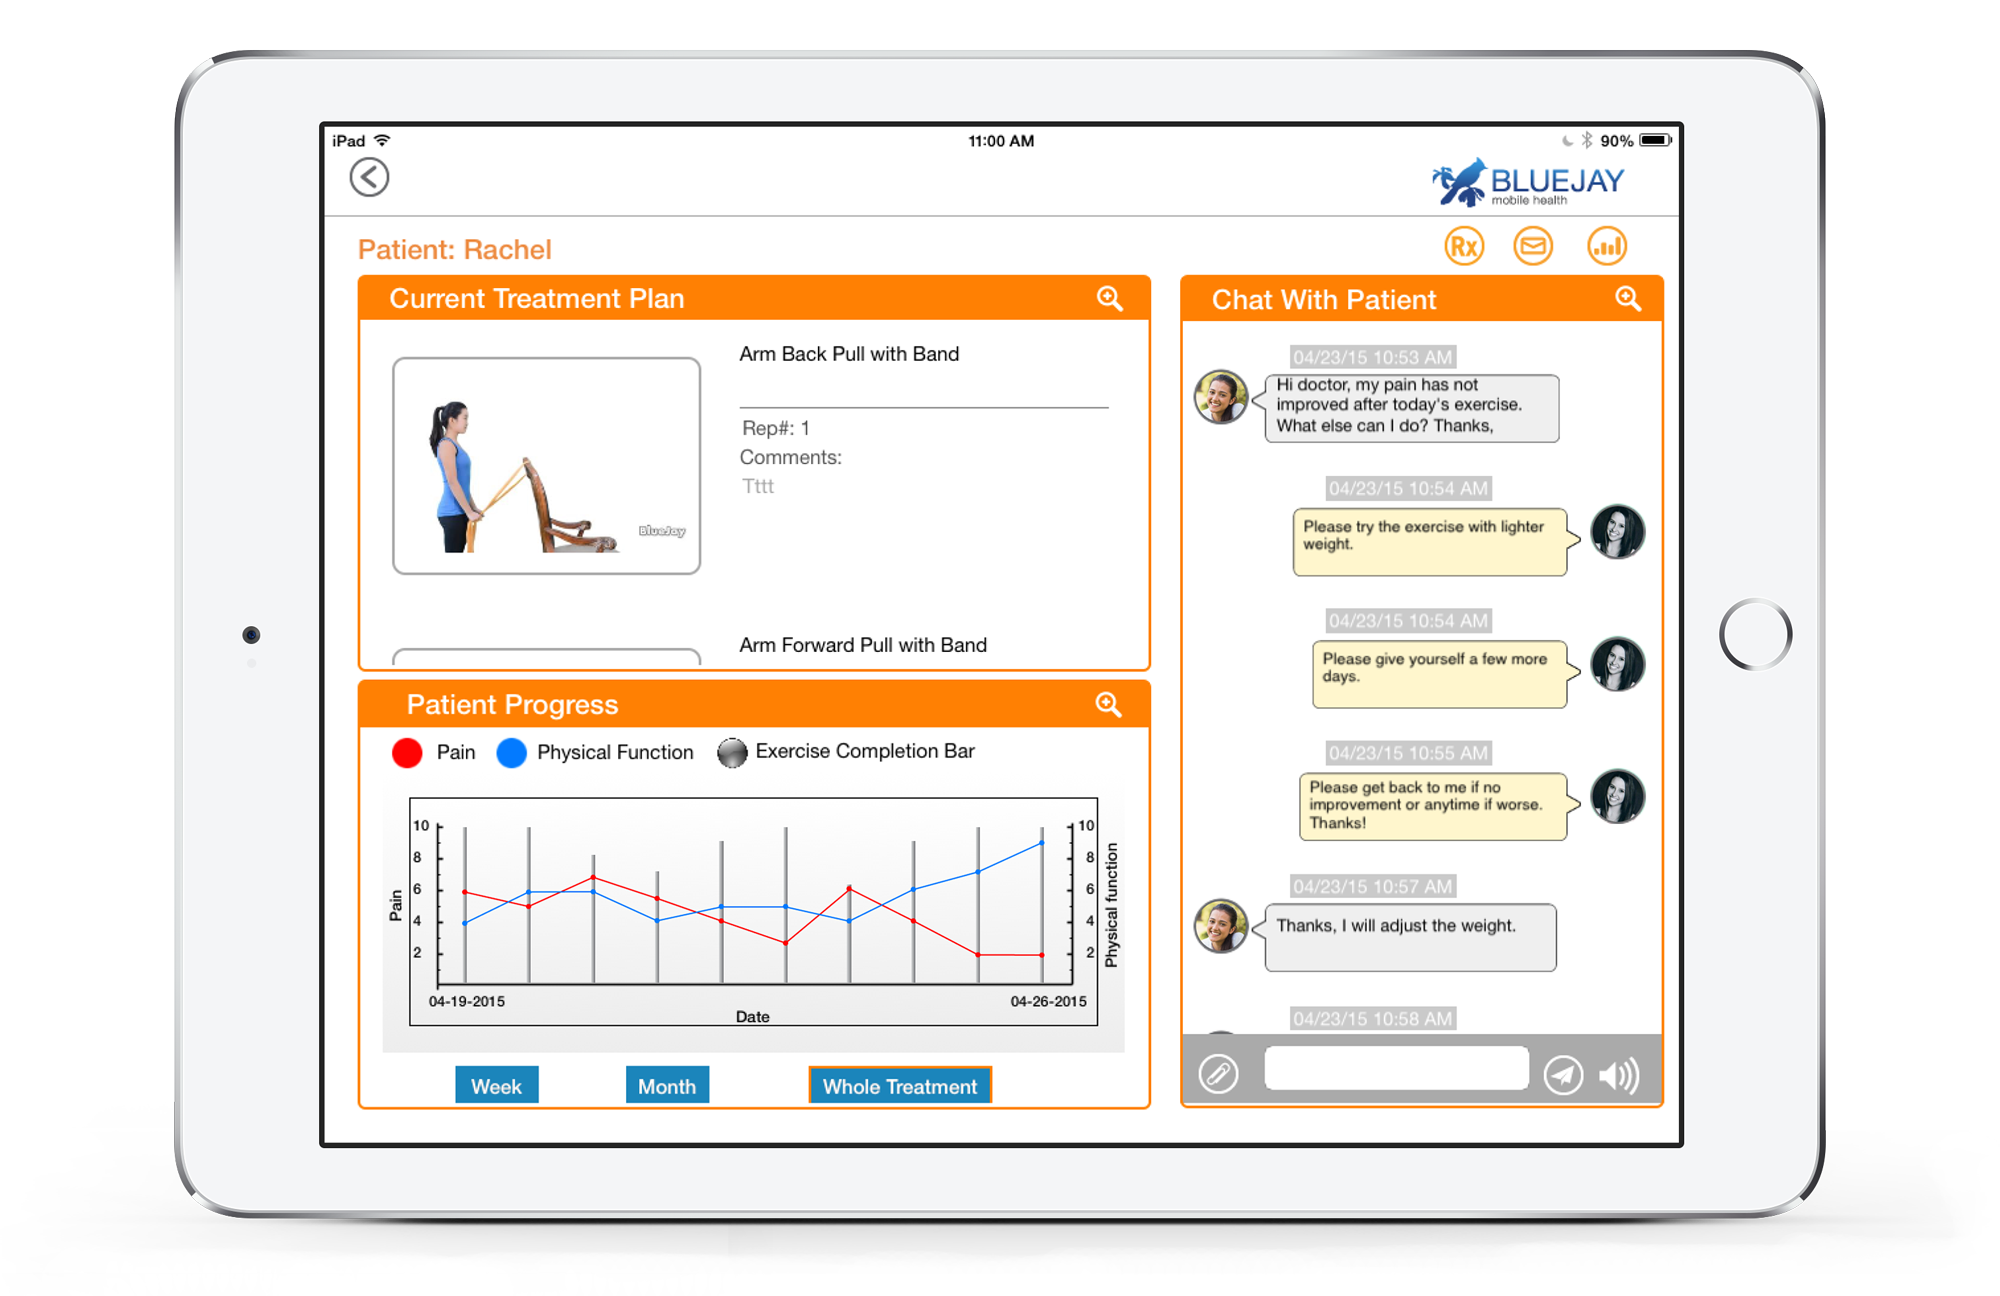 iPad
11:00 AM
90%
BLUEJAY
mobile health
Patient: Rachel
Rx
Current Treatment Plan
Arm Back Pull with Band
Rep#: 1
Comments:
Tttt
BlueJay
Arm Forward Pull with Band
Patient Progress
Pain
Physical Function
Exercise Completion Bar
10
8
6
4
2
Pain
10
8
6
4
2
Physical function
04-19-2015
04-26-2015
Date
Week
Month
Whole Treatment
Chat With Patient
04/23/15 10:53 AM
Hi doctor, my pain has not
improved after today's exercise.
What else can I do? Thanks,
04/23/15 10:54 AM
Please try the exercise with lighter
weight.
04/23/15 10:54 AM
Please give yourself a few more
days.
04/23/15 10:55 AM
Please get back to me if no
improvement or anytime if worse.
Thanks!
04/23/15 10:57 AM
Thanks, I will adjust the weight.
04/23/15 10:58 AM